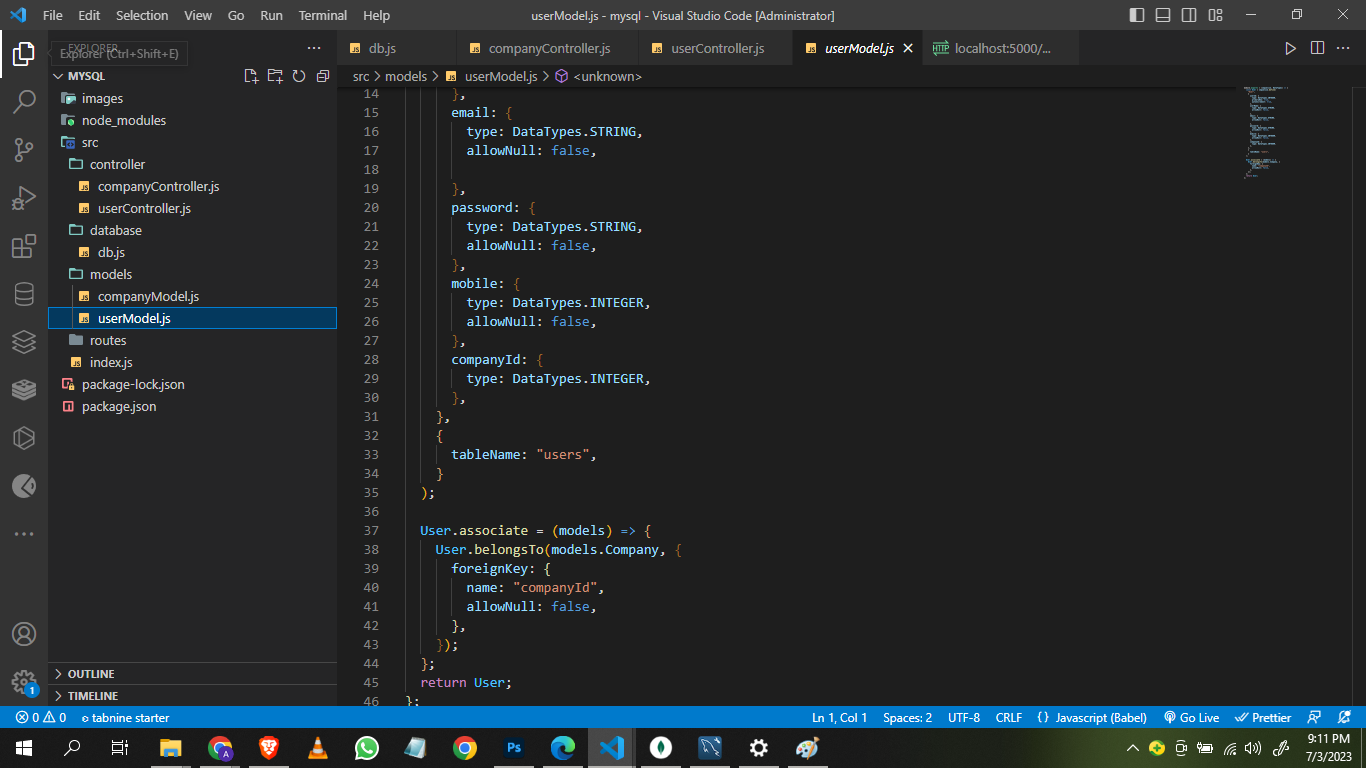 File Edit Selection View Go Run Terminal Help
userModel.js - mysql - Visual Studio Code [Administrator]
EXPLORER
Explorer (Ctrl+Shift+E)
MYSQL
images
node_modules
src
controller
companyController.js
userController.js
database
db.js
models
companyModel.js
userModel.js
routes
index.js
package-lock.json
package.json
OUTLINE
TIMELINE
db.js companyController.js userController.js userModel.js localhost:5000/...
src > models > userModel.js > <unknown>
14 },
15 email: {
16 type: DataTypes.STRING,
17 allowNull: false,
18
19 },
20 password: {
21 type: DataTypes.STRING,
22 allowNull: false,
23 },
24 mobile: {
25 type: DataTypes.INTEGER,
26 allowNull: false,
27 },
28 companyId: {
29 type: DataTypes.INTEGER,
30 },
31 },
32 {
33 tableName: "users",
34 }
35 );
36
37 User.associate = (models) => {
38 User.belongsTo(models.Company, {
39 foreignKey: {
40 name: "companyId",
41 allowNull: false,
42 },
43 });
44 };
45 return User;
46 };
1
0 0 tabnine starter
Ln 1, Col 1 Spaces: 2 UTF-8 CRLF {} Javascript (Babel) Go Live Prettier
A Ps
9:11 PM
7/3/2023